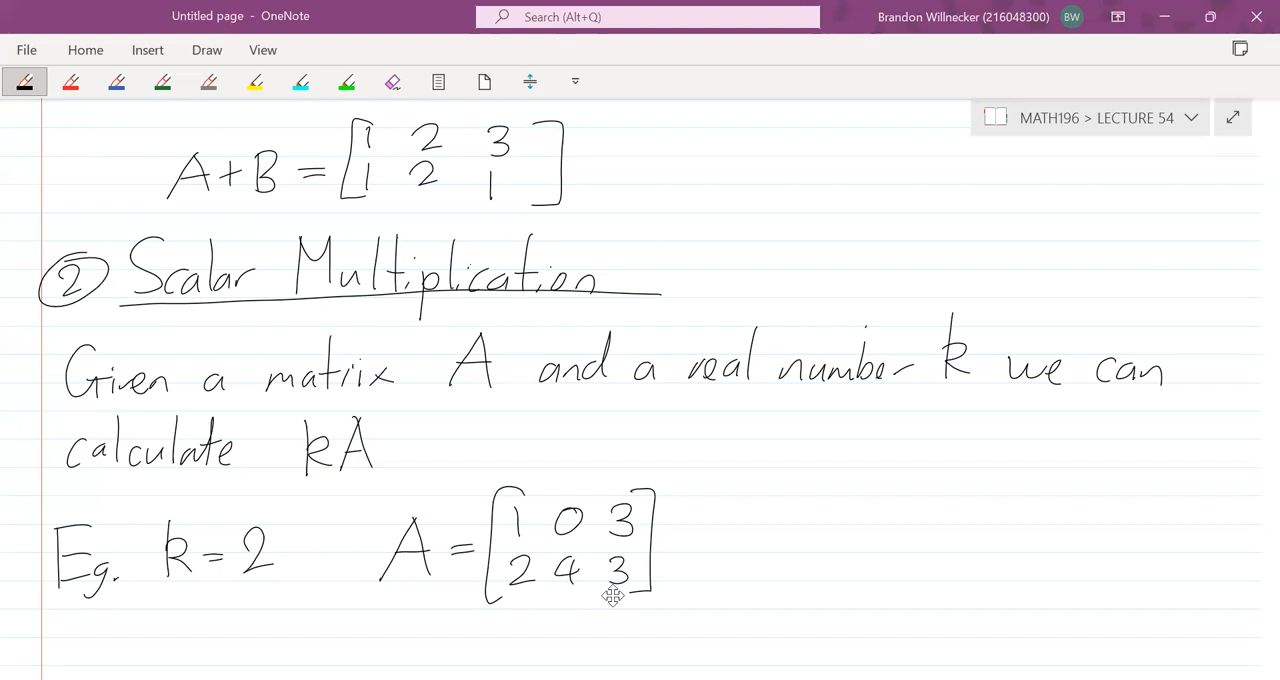 Untitled page - OneNote
Search (Alt+Q)
Brandon Willnecker (216048300)
BW
File Home Insert Draw View
MATH196 > LECTURE 54
A+B = [1 2 3
1 2 1]
② Scalar Multiplication
Given a matrix A and a real number k we can
calculate kA
Eg. k = 2 A = [1 0 3
2 4 3]